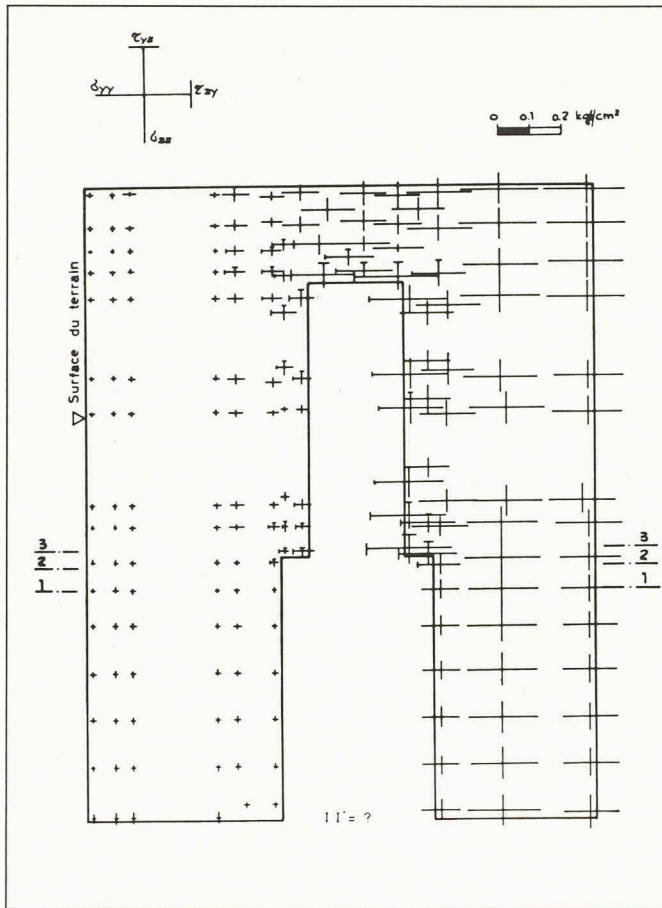 τyz
σyy
τzy
σzz
0 0.1 0.2 kg/cm²
Surface du terrain
3
2
1
3
2
1
I I' = ?